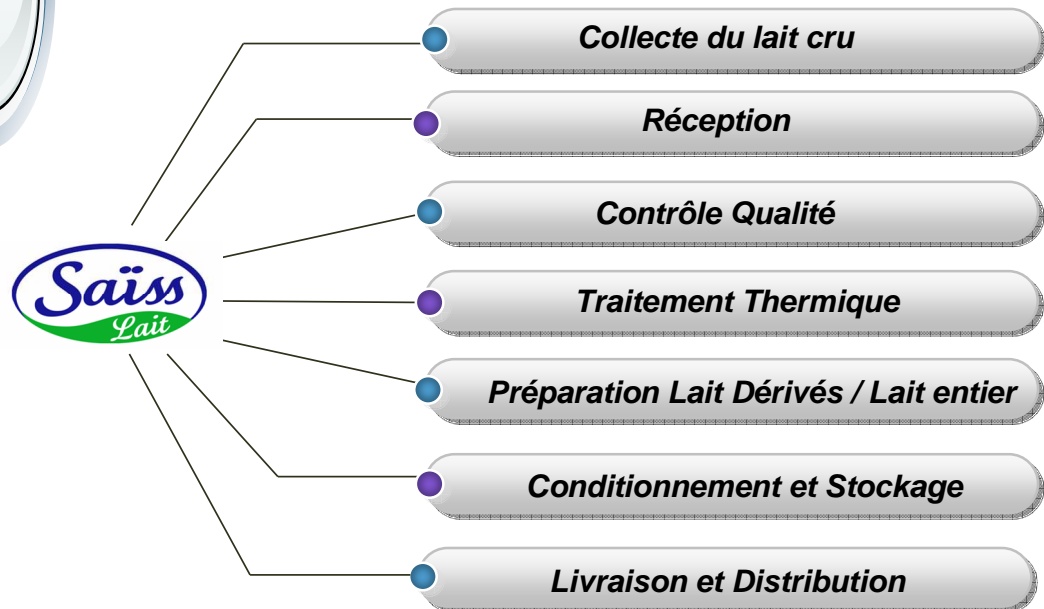 Collecte du lait cru
Réception
Contrôle Qualité
Saïss
Lait
Traitement Thermique
Préparation Lait Dérivés / Lait entier
Conditionnement et Stockage
Livraison et Distribution